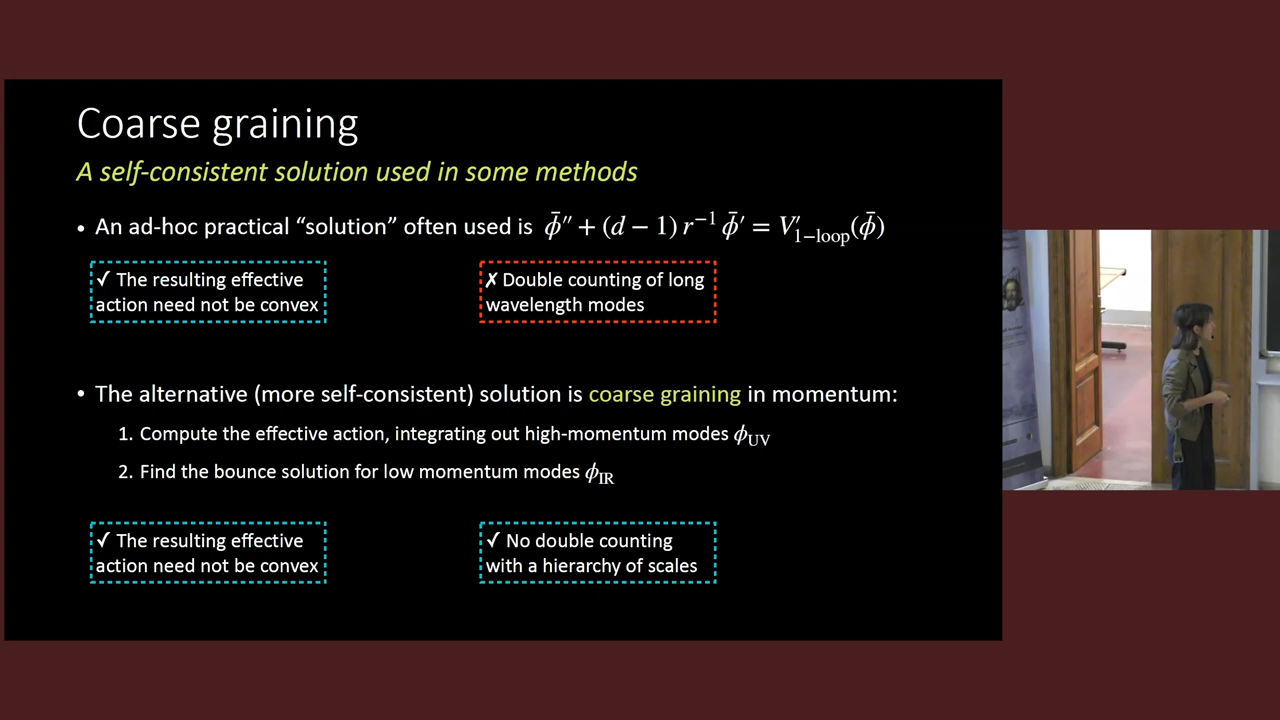 Coarse graining
A self-consistent solution used in some methods
• An ad-hoc practical “solution” often used is ϕ̄″ + (d − 1) r⁻¹ ϕ̄′ = V′₁₋ₗₒₒₚ(ϕ̄)
✓ The resulting effective
action need not be convex
✗ Double counting of long
wavelength modes
• The alternative (more self-consistent) solution is coarse graining in momentum:
1. Compute the effective action, integrating out high-momentum modes ϕ_UV
2. Find the bounce solution for low momentum modes ϕ_IR
✓ The resulting effective
action need not be convex
✓ No double counting
with a hierarchy of scales